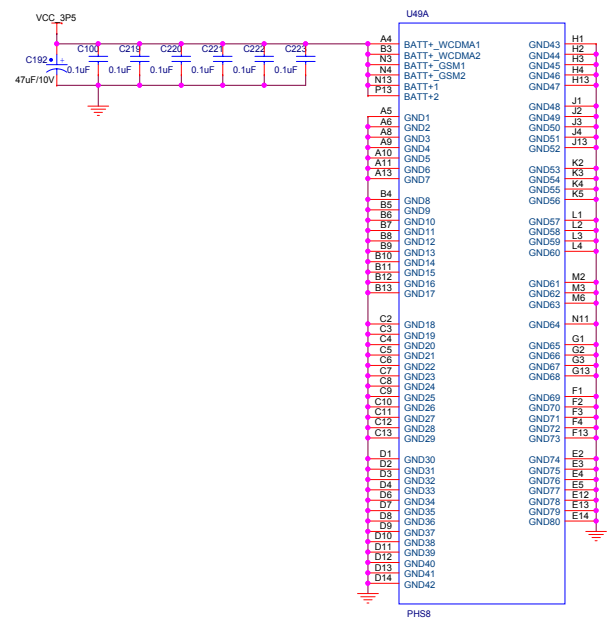 U49A
VCC_3P5
C192
47uF/10V
C100
0.1uF
C219
0.1uF
C220
0.1uF
C221
0.1uF
C222
0.1uF
C223
0.1uF
A4 BATT+_WCDMA1
B3 BATT+_WCDMA2
N3 BATT+_GSM1
N4 BATT+_GSM2
N13 BATT+1
P13 BATT+2
A5 GND1
A6 GND2
A8 GND3
A9 GND4
A10 GND5
A11 GND6
A13 GND7
B4 GND8
B5 GND9
B6 GND10
B7 GND11
B8 GND12
B9 GND13
B10 GND14
B11 GND15
B12 GND16
B13 GND17
C2 GND18
C3 GND19
C4 GND20
C5 GND21
C6 GND22
C7 GND23
C8 GND24
C9 GND25
C10 GND26
C11 GND27
C12 GND28
C13 GND29
D1 GND30
D2 GND31
D3 GND32
D4 GND33
D6 GND34
D7 GND35
D8 GND36
D9 GND37
D10 GND38
D11 GND39
D12 GND40
D13 GND41
D14 GND42
GND43 H1
GND44 H2
GND45 H3
GND46 H4
GND47 H13
GND48 J1
GND49 J2
GND50 J3
GND51 J4
GND52 J13
GND53 K2
GND54 K3
GND55 K4
GND56 K5
GND57 L1
GND58 L2
GND59 L3
GND60 L4
GND61 M2
GND62 M3
GND63 M6
GND64 N11
GND65 G1
GND66 G2
GND67 G3
GND68 G13
GND69 F1
GND70 F2
GND71 F3
GND72 F4
GND73 F13
GND74 E2
GND75 E3
GND76 E4
GND77 E5
GND78 E12
GND79 E13
GND80 E14
PHS8